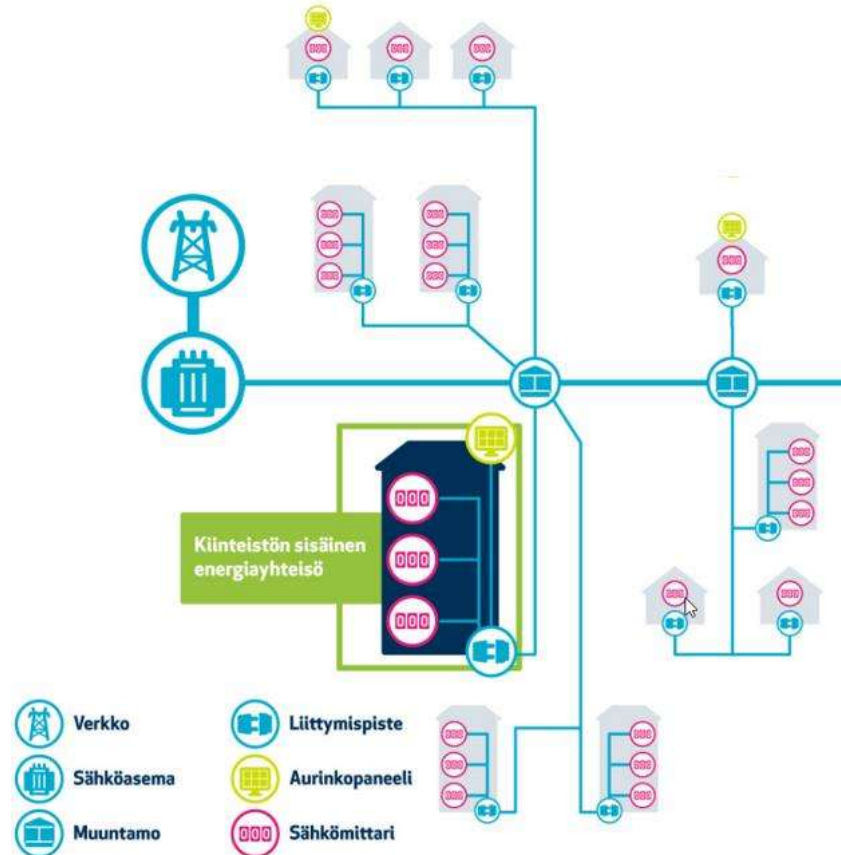 Kiinteistön sisäinen
energiayhteisö
Verkko
Liittymispiste
Sähköasema
Aurinkopaneeli
Muuntamo
Sähkömittari